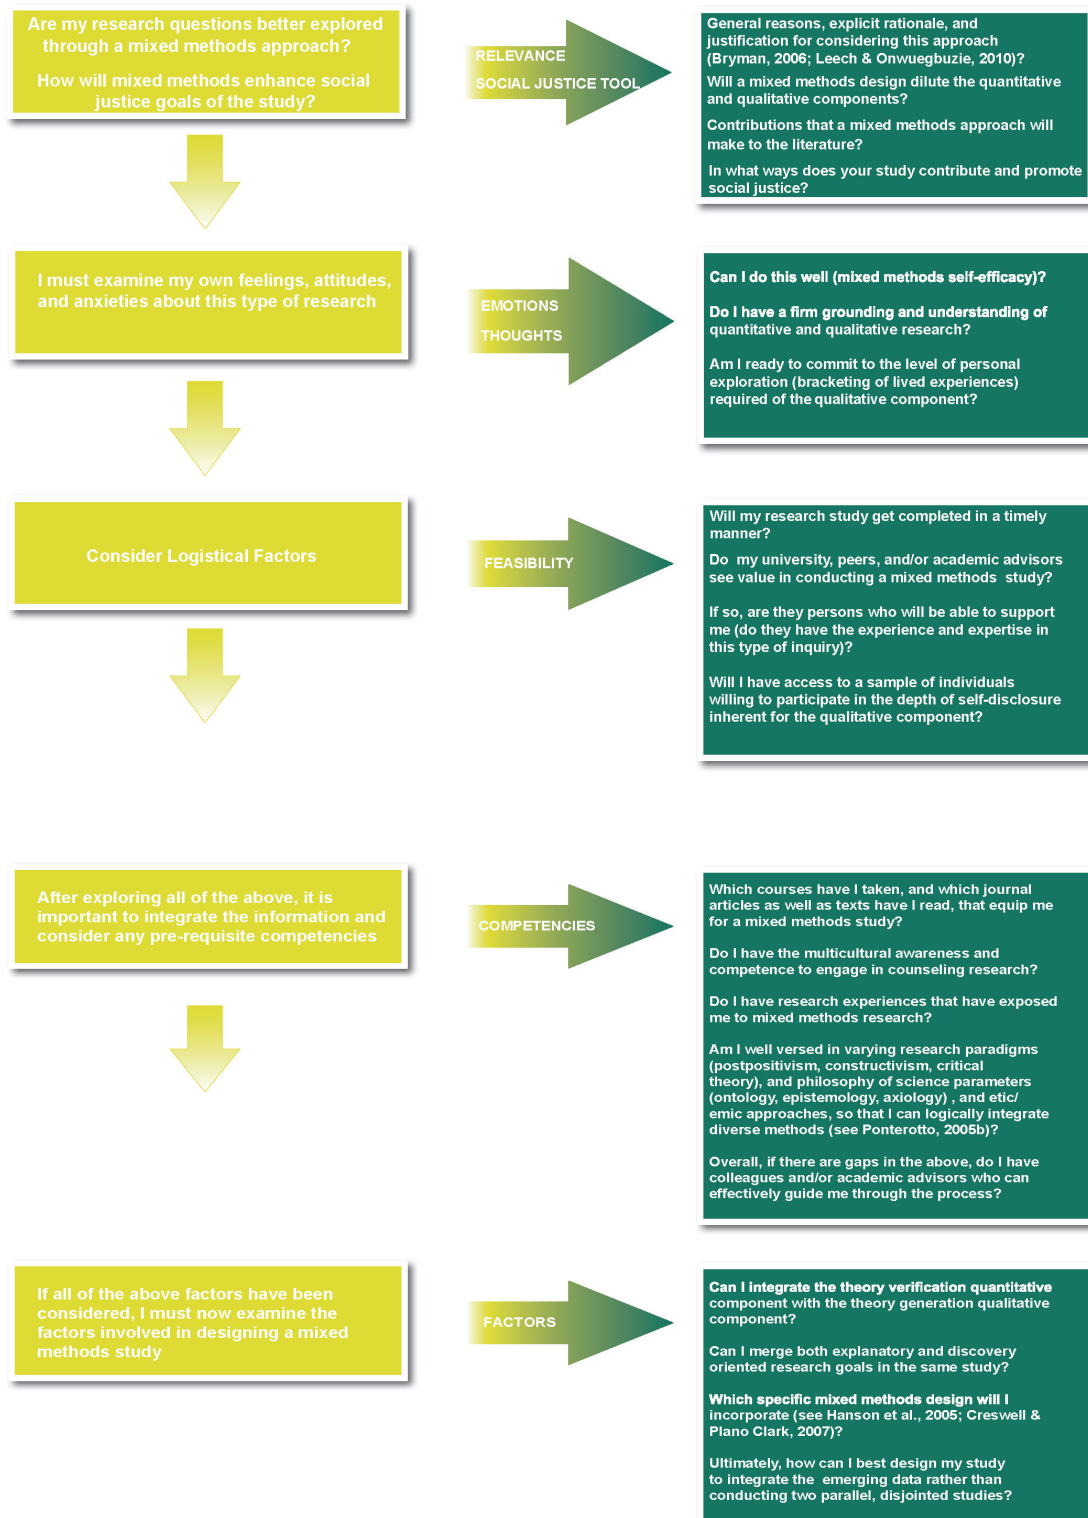 Are my research questions better explored
through a mixed methods approach?
How will mixed methods enhance social
justice goals of the study?
RELEVANCE
SOCIAL JUSTICE TOOL
General reasons, explicit rationale, and
justification for considering this approach
(Bryman, 2006; Leech & Onwuegbuzie, 2010)?
Will a mixed methods design dilute the quantitative
and qualitative components?
Contributions that a mixed methods approach will
make to the literature?
In what ways does your study contribute and promote
social justice?
I must examine my own feelings, attitudes,
and anxieties about this type of research
EMOTIONS
THOUGHTS
Can I do this well (mixed methods self-efficacy)?
Do I have a firm grounding and understanding of
quantitative and qualitative research?
Am I ready to commit to the level of personal
exploration (bracketing of lived experiences)
required of the qualitative component?
Consider Logistical Factors
FEASIBILITY
Will my research study get completed in a timely
manner?
Do my university, peers, and/or academic advisors
see value in conducting a mixed methods study?
If so, are they persons who will be able to support
me (do they have the experience and expertise in
this type of inquiry)?
Will I have access to a sample of individuals
willing to participate in the depth of self-disclosure
inherent for the qualitative component?
After exploring all of the above, it is
important to integrate the information and
consider any pre-requisite competencies
COMPETENCIES
Which courses have I taken, and which journal
articles as well as texts have I read, that equip me
for a mixed methods study?
Do I have the multicultural awareness and
competence to engage in counseling research?
Do I have research experiences that have exposed
me to mixed methods research?
Am I well versed in varying research paradigms
(postpositivism, constructivism, critical
theory), and philosophy of science parameters
(ontology, epistemology, axiology) , and etic/
emic approaches, so that I can logically integrate
diverse methods (see Ponterotto, 2005b)?
Overall, if there are gaps in the above, do I have
colleagues and/or academic advisors who can
effectively guide me through the process?
If all of the above factors have been
considered, I must now examine the
factors involved in designing a mixed
methods study
FACTORS
Can I integrate the theory verification quantitative
component with the theory generation qualitative
component?
Can I merge both explanatory and discovery
oriented research goals in the same study?
Which specific mixed methods design will I
incorporate (see Hanson et al., 2005; Creswell &
Plano Clark, 2007)?
Ultimately, how can I best design my study
to integrate the emerging data rather than
conducting two parallel, disjointed studies?